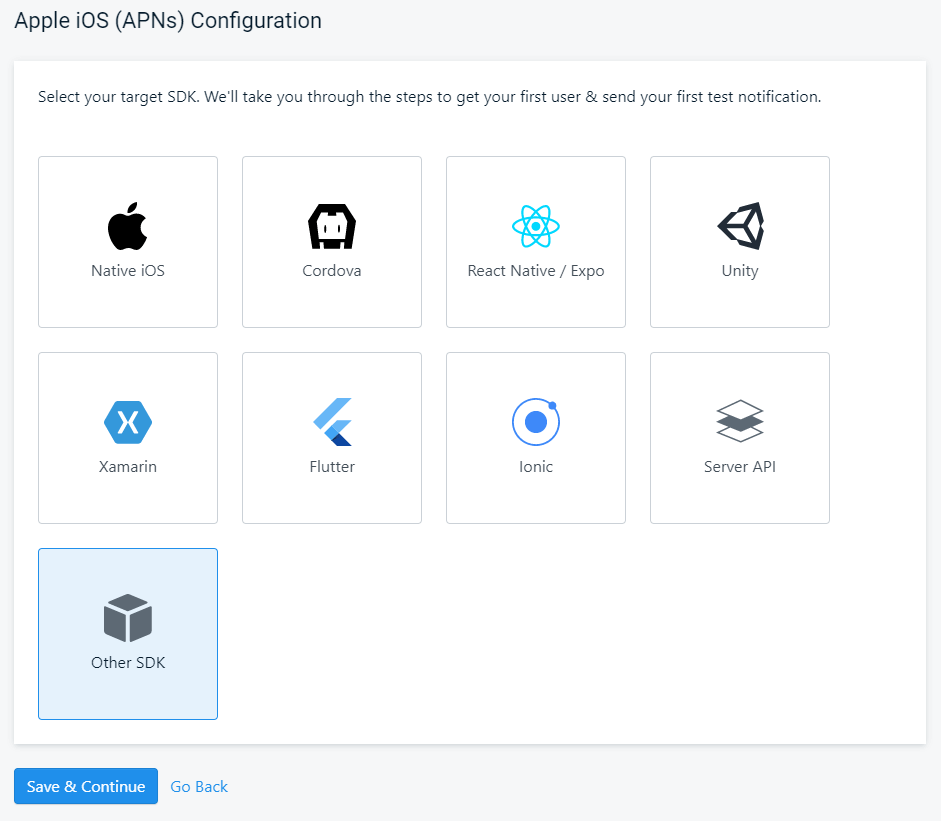 Apple iOS (APNs) Configuration
Select your target SDK. We'll take you through the steps to get your first user & send your first test notification.
Native iOS
Cordova
React Native / Expo
Unity
Xamarin
Flutter
Ionic
Server API
Other SDK
Save & Continue
Go Back